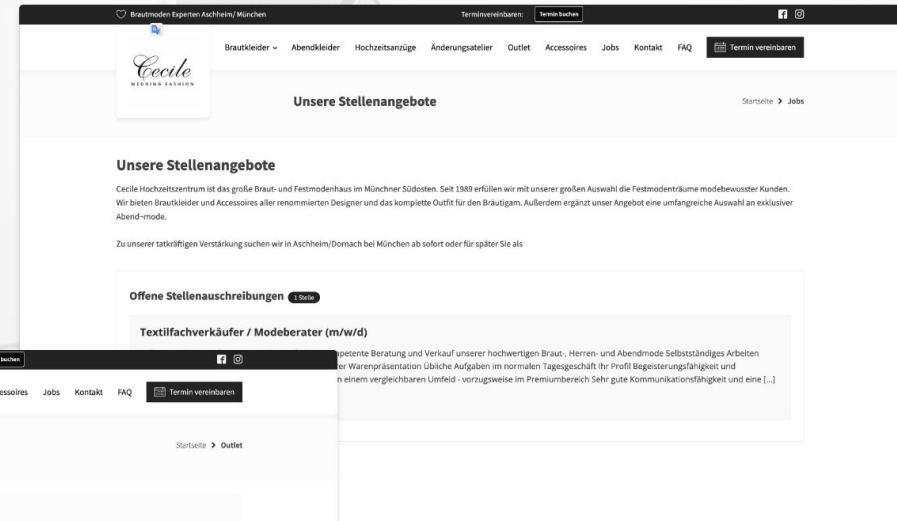 Brautmoden Experten Aschheim/ München
Terminvereinbaren: Termin buchen
Cecile
WEDDING FASHION
Brautkleider Abendkleider Hochzeitsanzüge Änderungsatelier Outlet Accessoires Jobs Kontakt FAQ Termin vereinbaren
Unsere Stellenangebote
Startseite > Jobs
Unsere Stellenangebote
Cecile Hochzeitszentrum ist das große Braut- und Festmodenhaus im Münchner Südosten. Seit 1989 erfüllen wir mit unserer großen Auswahl die Festmodenträume modebewusster Kunden.
Wir bieten Brautkleider und Accessoires aller renommierten Designer und das komplette Outfit für den Bräutigam. Außerdem ergänzt unser Angebot eine umfangreiche Auswahl an exklusiver
Abend-mode.
Zu unserer tatkräftigen Verstärkung suchen wir in Aschheim/Dornach bei München ab sofort oder für später Sie als
Offene Stellenauschreibungen 1 Stelle
Textilfachverkäufer / Modeberater (m/w/d)
petente Beratung und Verkauf unserer hochwertigen Braut-, Herren- und Abendmode Selbstständiges Arbeiten
er Warenpräsentation Übliche Aufgaben im normalen Tagesgeschäft Ihr Profil Begeisterungsfähigkeit und
n einem vergleichbaren Umfeld - vorzugsweise im Premiumbereich Sehr gute Kommunikationsfähigkeit und eine [...]
buchen
essoires Jobs Kontakt FAQ Termin vereinbaren
Startseite > Outlet